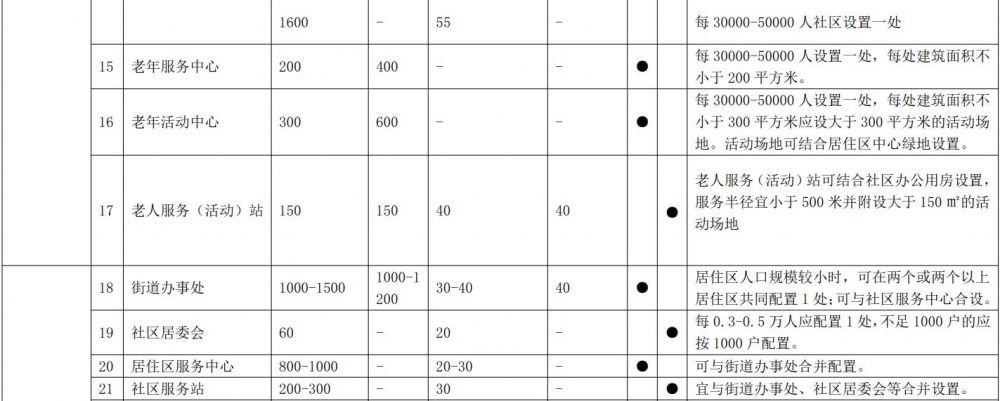 1600 - 55 - 每 30000-50000 人社区设置一处
15 老年服务中心 200 400 - - ● 每 30000-50000 人设置一处，每处建筑面积不
小于 200 平方米。
16 老年活动中心 300 600 - - ● 每 30000-50000 人设置一处，每处建筑面积不
小于 300 平方米应设大于 300 平方米的活动场
地。活动场地可结合居住区中心绿地设置。
17 老人服务（活动）站 150 150 40 40 ● 老人服务（活动）站可结合社区办公用房设置，
服务半径宜小于 500 米并附设大于 150 ㎡的活
动场地
18 街道办事处 1000-1500 1000-1
200 30-40 40 ● 居住区人口规模较小时，可在两个或两个以上
居住区共同配置 1 处；可与社区服务中心合设。
19 社区居委会 60 - 20 - ● 每 0.3-0.5 万人应配置 1 处，不足 1000 户的应
按 1000 户配置。
20 居住区服务中心 800-1000 - 20-30 - ● 可与街道办事处合并配置。
21 社区服务站 200-300 - 30 - ● 宜与街道办事处、社区居委会等合并设置。